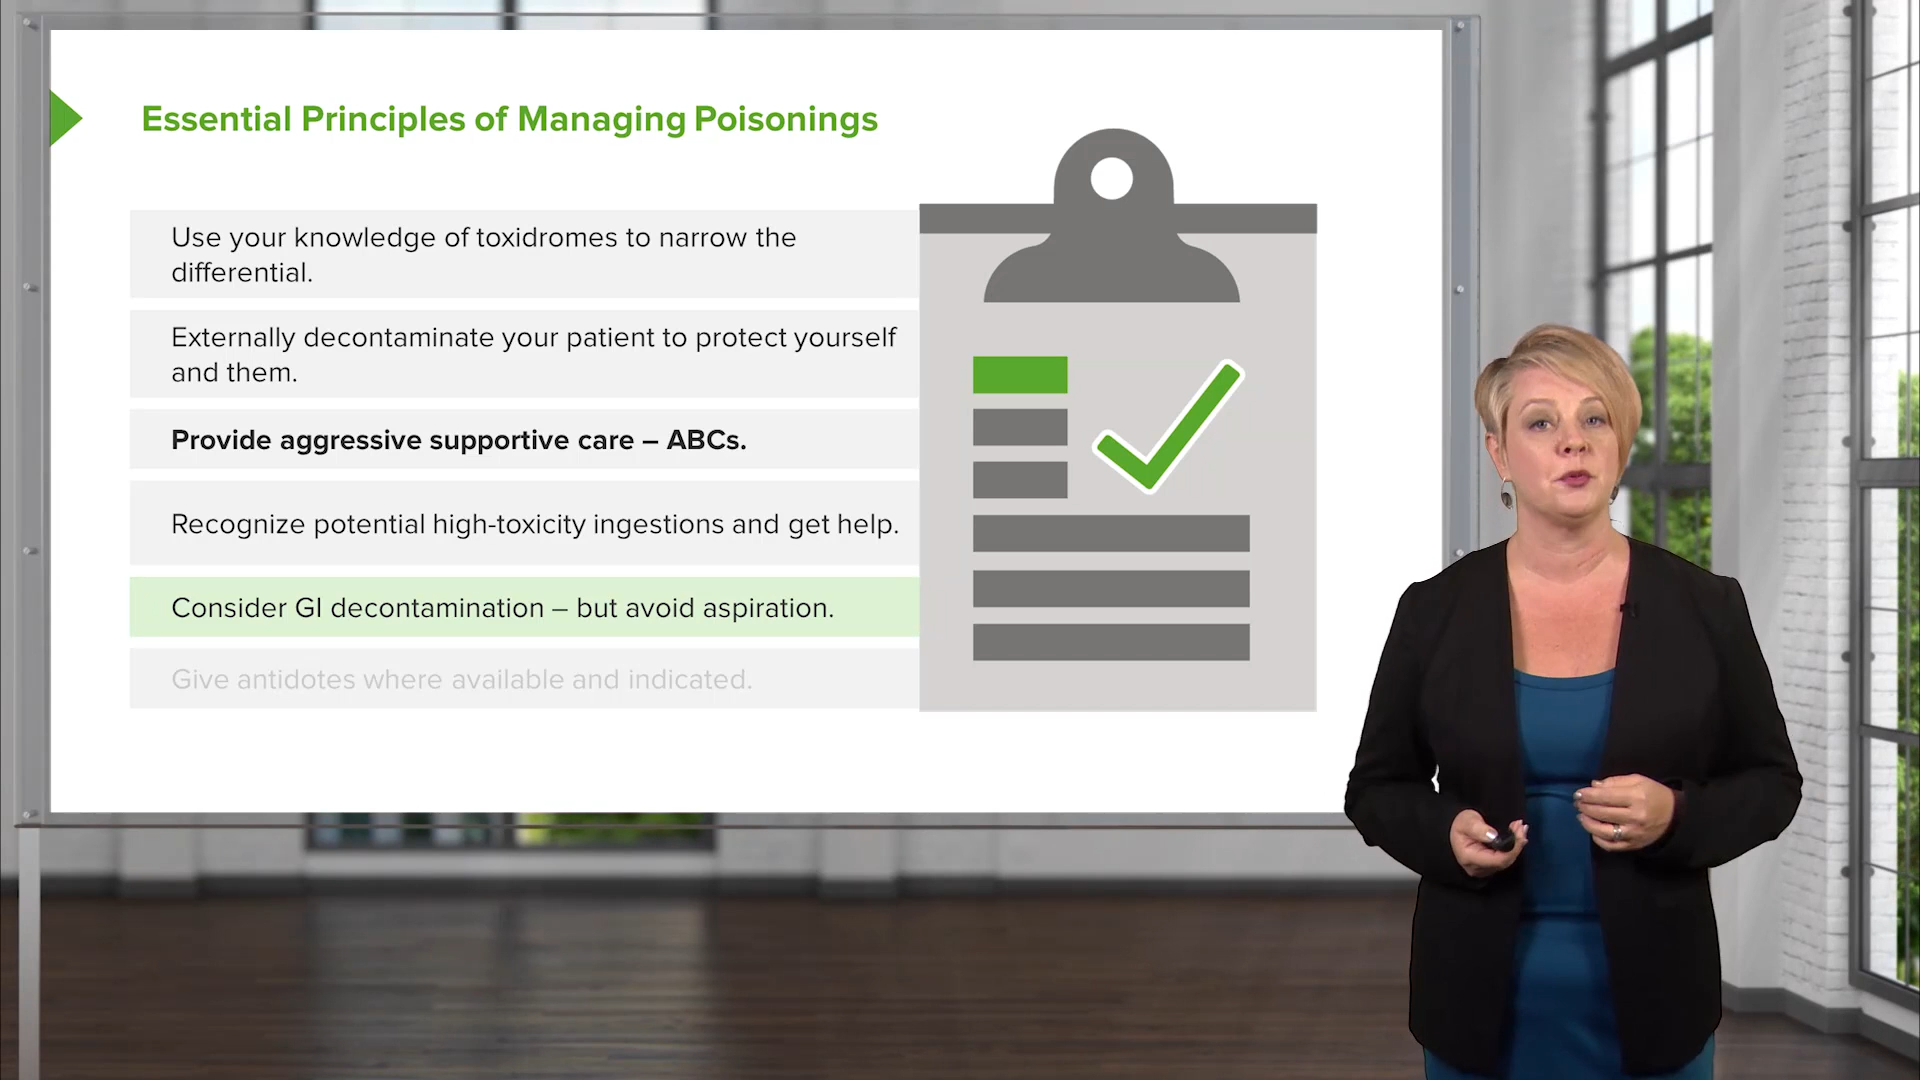 Essential Principles of Managing Poisonings
Use your knowledge of toxidromes to narrow the
differential.
Externally decontaminate your patient to protect yourself
and them.
Provide aggressive supportive care – ABCs.
Recognize potential high-toxicity ingestions and get help.
Consider GI decontamination – but avoid aspiration.
Give antidotes where available and indicated.